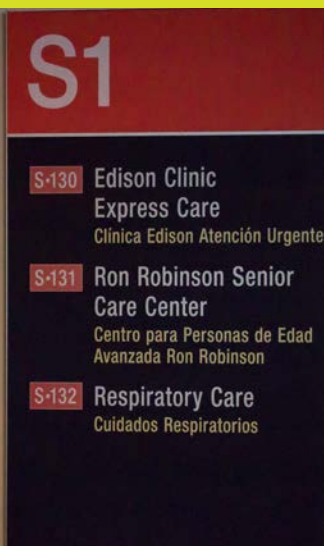 S1
S-130 Edison Clinic
Express Care
Clínica Edison Atención Urgente
S-131 Ron Robinson Senior
Care Center
Centro para Personas de Edad
Avanzada Ron Robinson
S-132 Respiratory Care
Cuidados Respiratorios